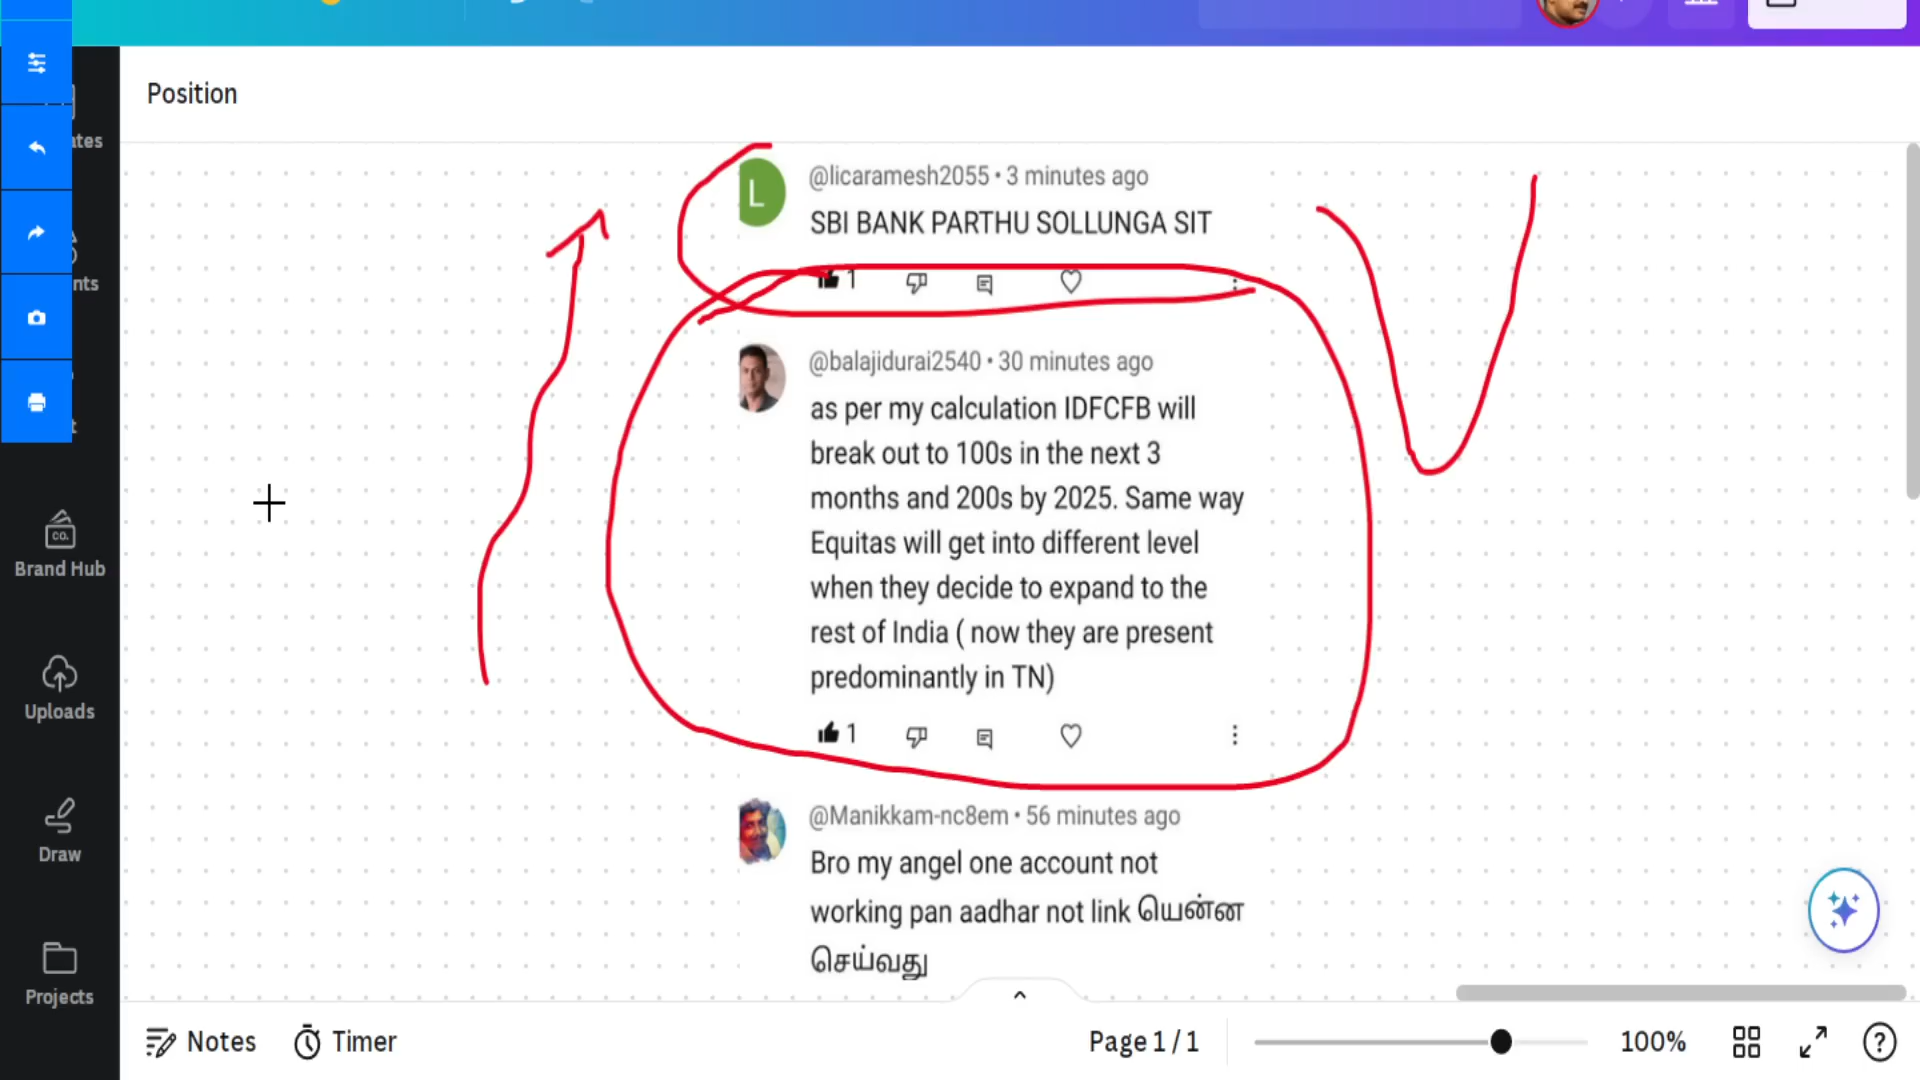 Position
ates
nts
t
Brand Hub
CO.
Uploads
Draw
Projects
L
@licaramesh2055 • 3 minutes ago
SBI BANK PARTHU SOLLUNGA SIT
1
@balajidurai2540 • 30 minutes ago
as per my calculation IDFCFB will
break out to 100s in the next 3
months and 200s by 2025. Same way
Equitas will get into different level
when they decide to expand to the
rest of India ( now they are present
predominantly in TN)
1
@Manikkam-nc8em • 56 minutes ago
Bro my angel one account not
working pan aadhar not link யென்ன
செய்வது
Notes
Timer
Page 1 / 1
100%
?